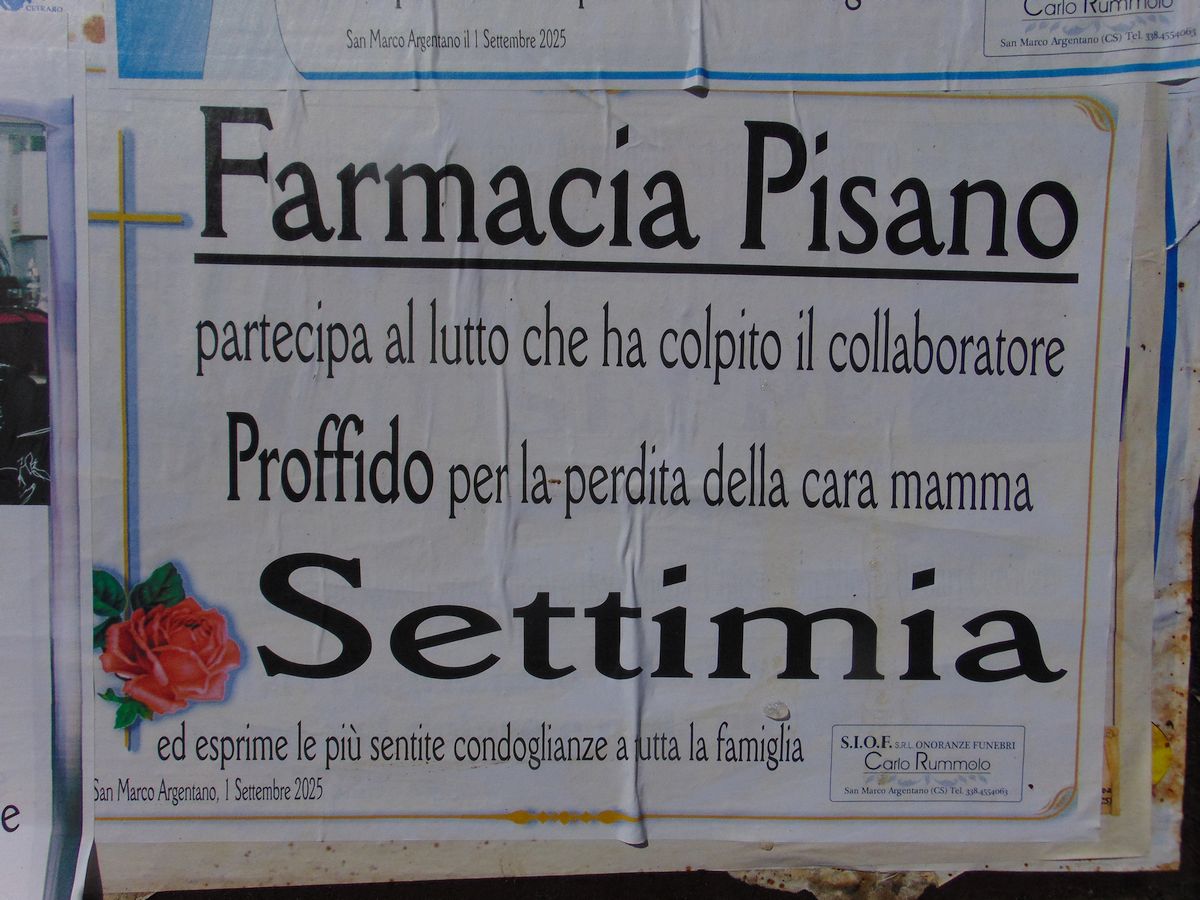 CETRARO
San Marco Argentano il 1 Settembre 2025
Carlo Rummolo
San Marco Argentano (CS) Tel. 338.4554063
Farmacia Pisano
partecipa al lutto che ha colpito il collaboratore
Proffido per la perdita della cara mamma
Settimia
ed esprime le più sentite condoglianze a tutta la famiglia
San Marco Argentano, 1 Settembre 2025
S.I.O.F. S.R.L. ONORANZE FUNEBRI
Carlo Rummolo
San Marco Argentano (CS) Tel. 338.4554063
e